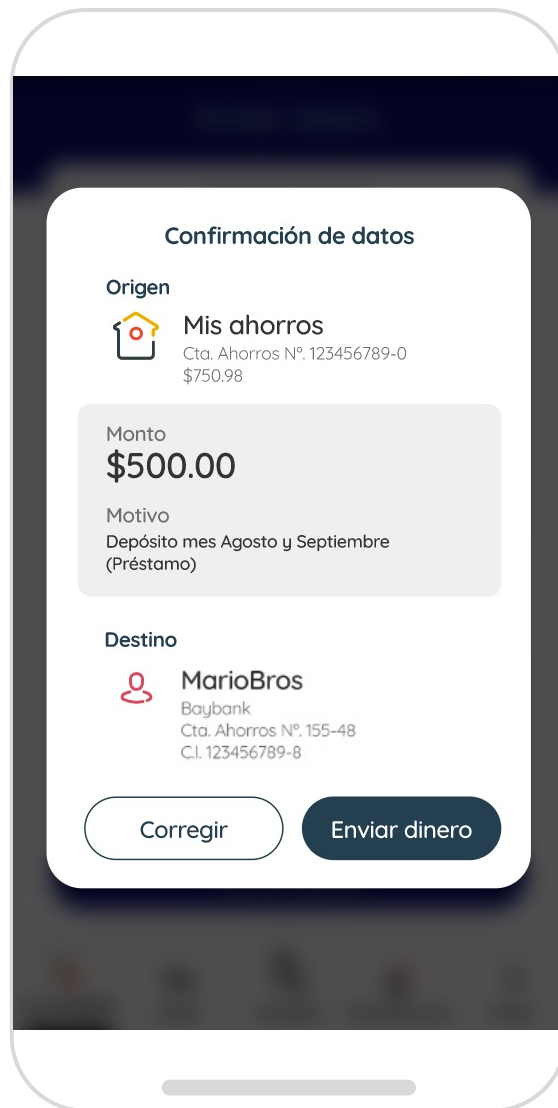 Confirmación de datos
Origen
Mis ahorros
Cta. Ahorros Nº. 123456789-0
$750.98
Monto
$500.00
Motivo
Depósito mes Agosto y Septiembre
(Préstamo)
Destino
MarioBros
Baybank
Cta. Ahorros Nº. 155-48
C.I. 123456789-8
Corregir
Enviar dinero